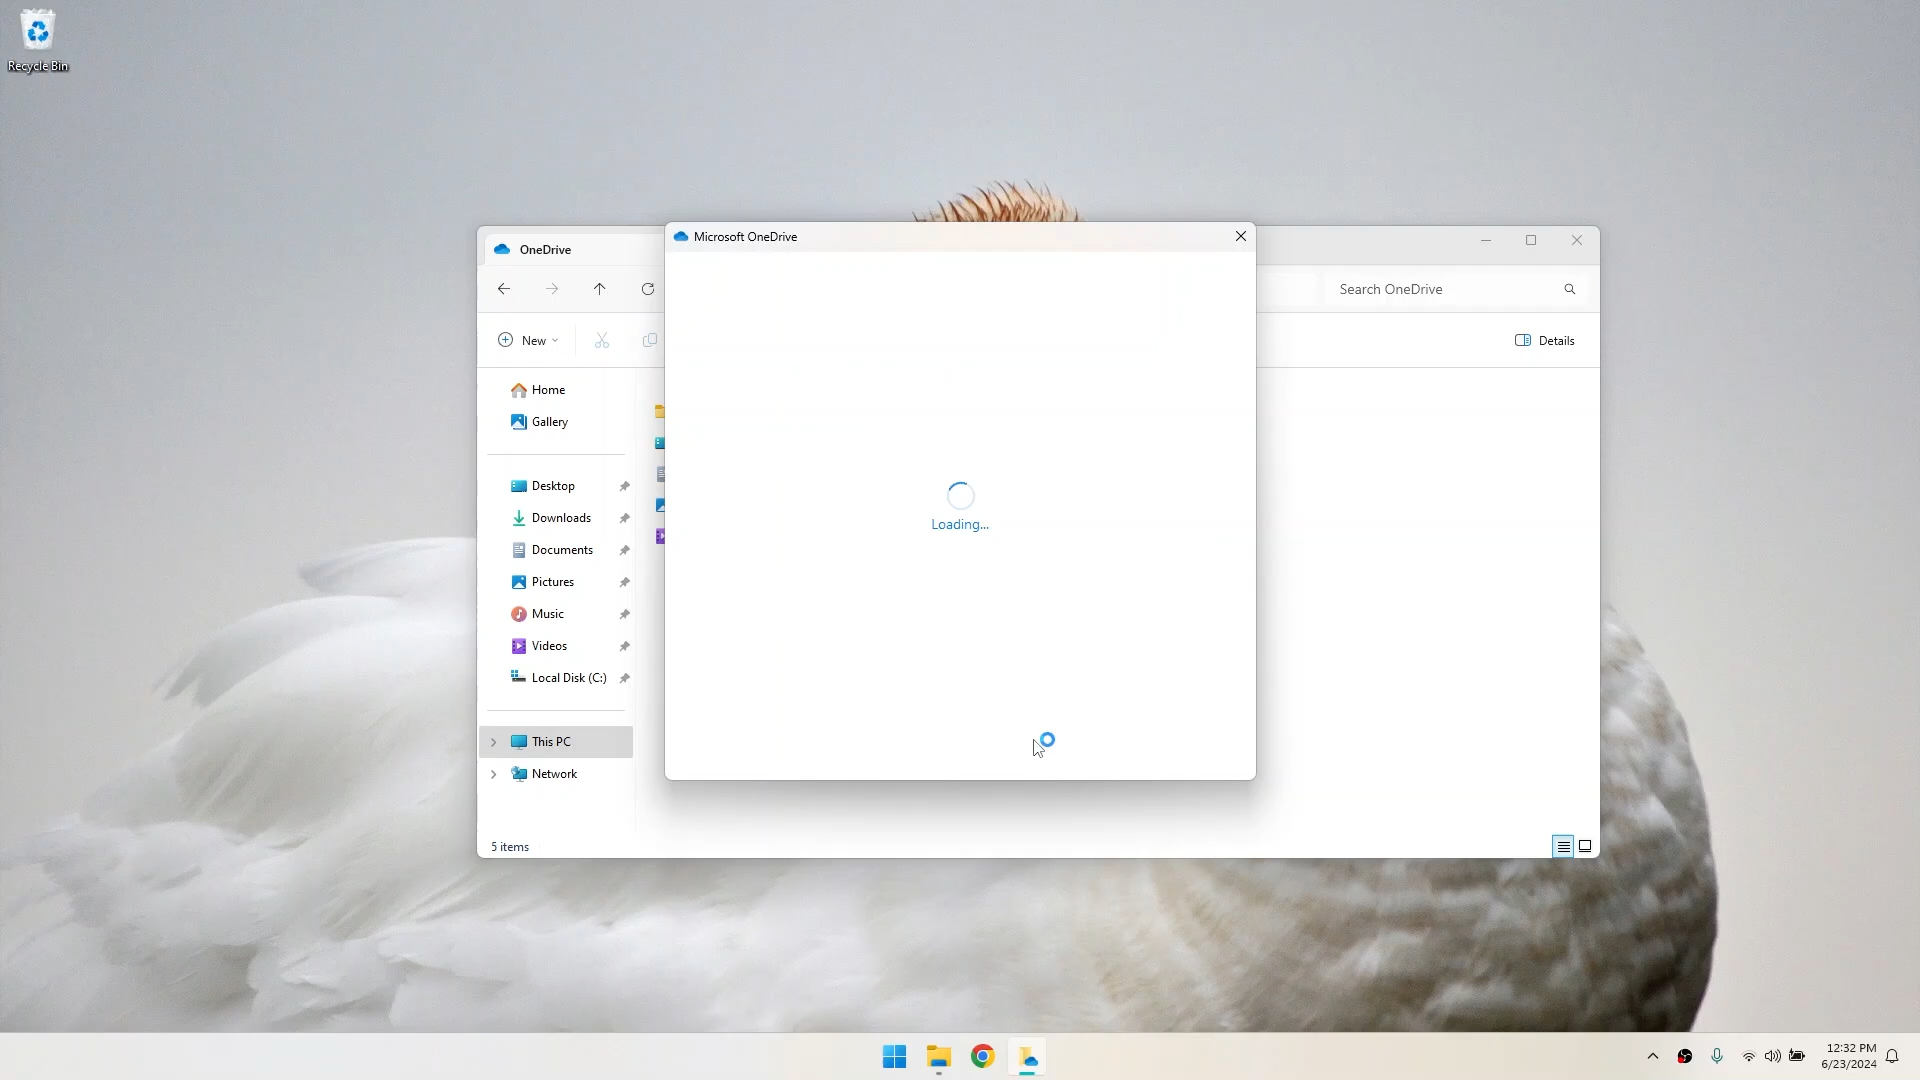 Recycle Bin
OneDrive
Microsoft OneDrive
Search OneDrive
New
Details
Home
Gallery
Desktop
Downloads
Documents
Pictures
Music
Videos
Local Disk (C:)
This PC
Network
Loading...
5 items
12:32 PM
6/23/2024